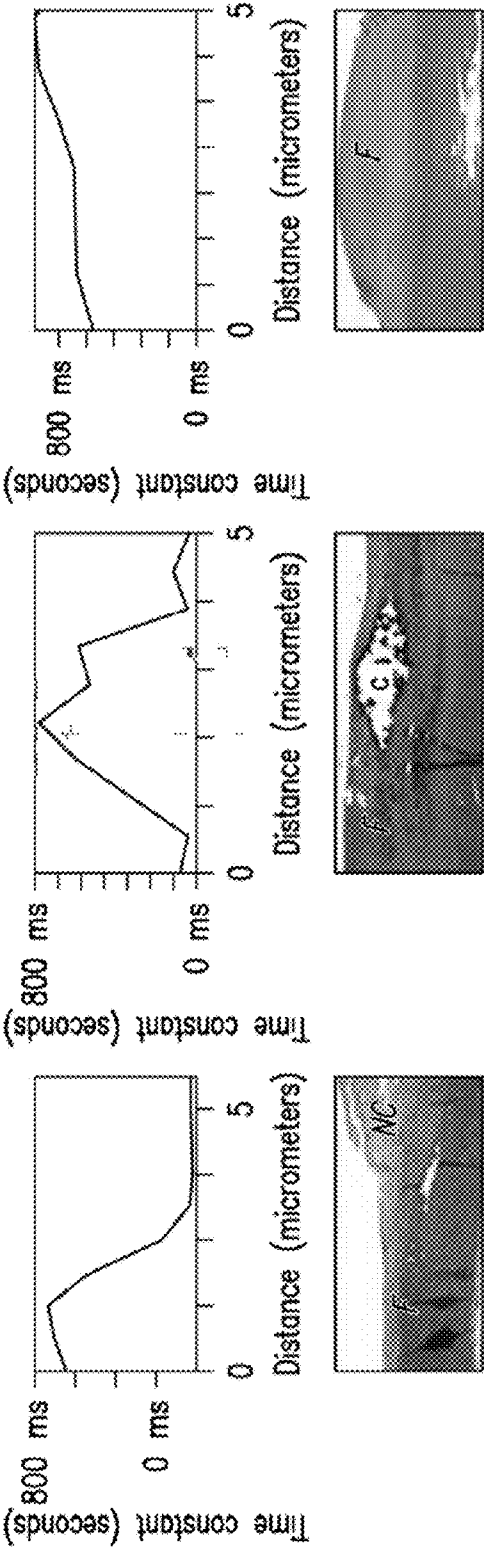 Time constant (seconds)
800 ms
0 ms
0
5
Distance (micrometers)
F
NC
Time constant (seconds)
800 ms
0 ms
0
5
Distance (micrometers)
F
C
Time constant (seconds)
800 ms
0 ms
0
5
Distance (micrometers)
F